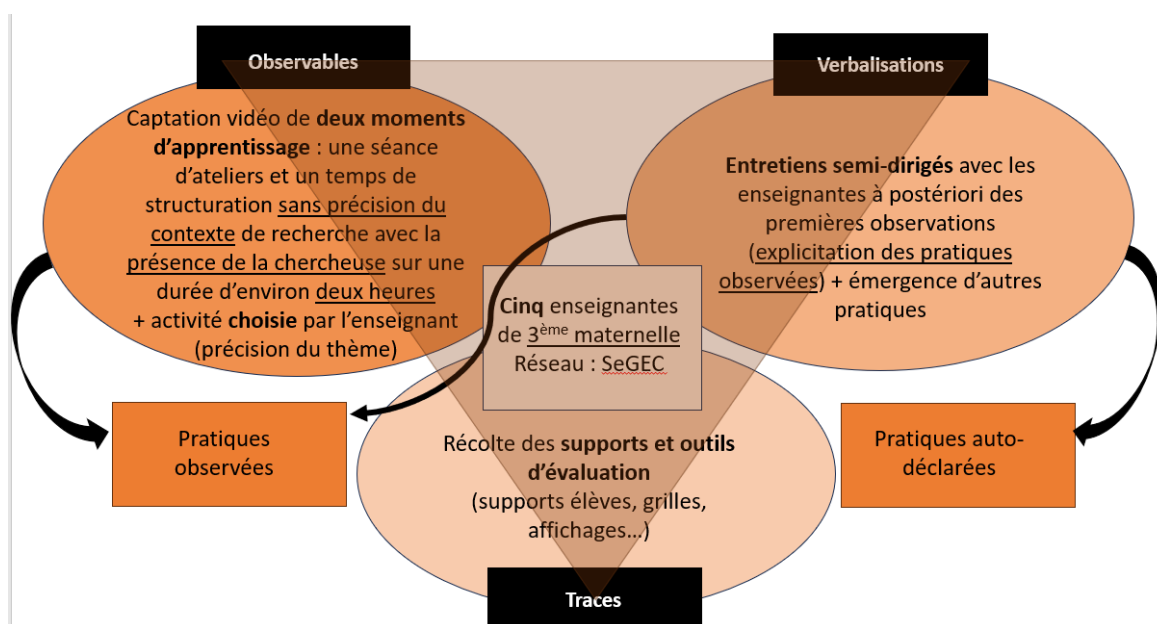 Observables
Captation vidéo de deux moments
d'apprentissage : une séance
d'ateliers et un temps de
structuration sans précision du
contexte de recherche avec la
présence de la chercheuse sur une
durée d'environ deux heures
+ activité choisie par l'enseignant
(précision du thème)
Verbalisations
Entretiens semi-dirigés avec les
enseignantes à postériori des
premières observations
(explicitation des pratiques
observées) + émergence d'autres
pratiques
Cinq enseignantes
de 3ème maternelle
Réseau : SeGEC
Pratiques
observées
Récolte des supports et outils
d'évaluation
(supports élèves, grilles,
affichages…)
Pratiques auto-
déclarées
Traces